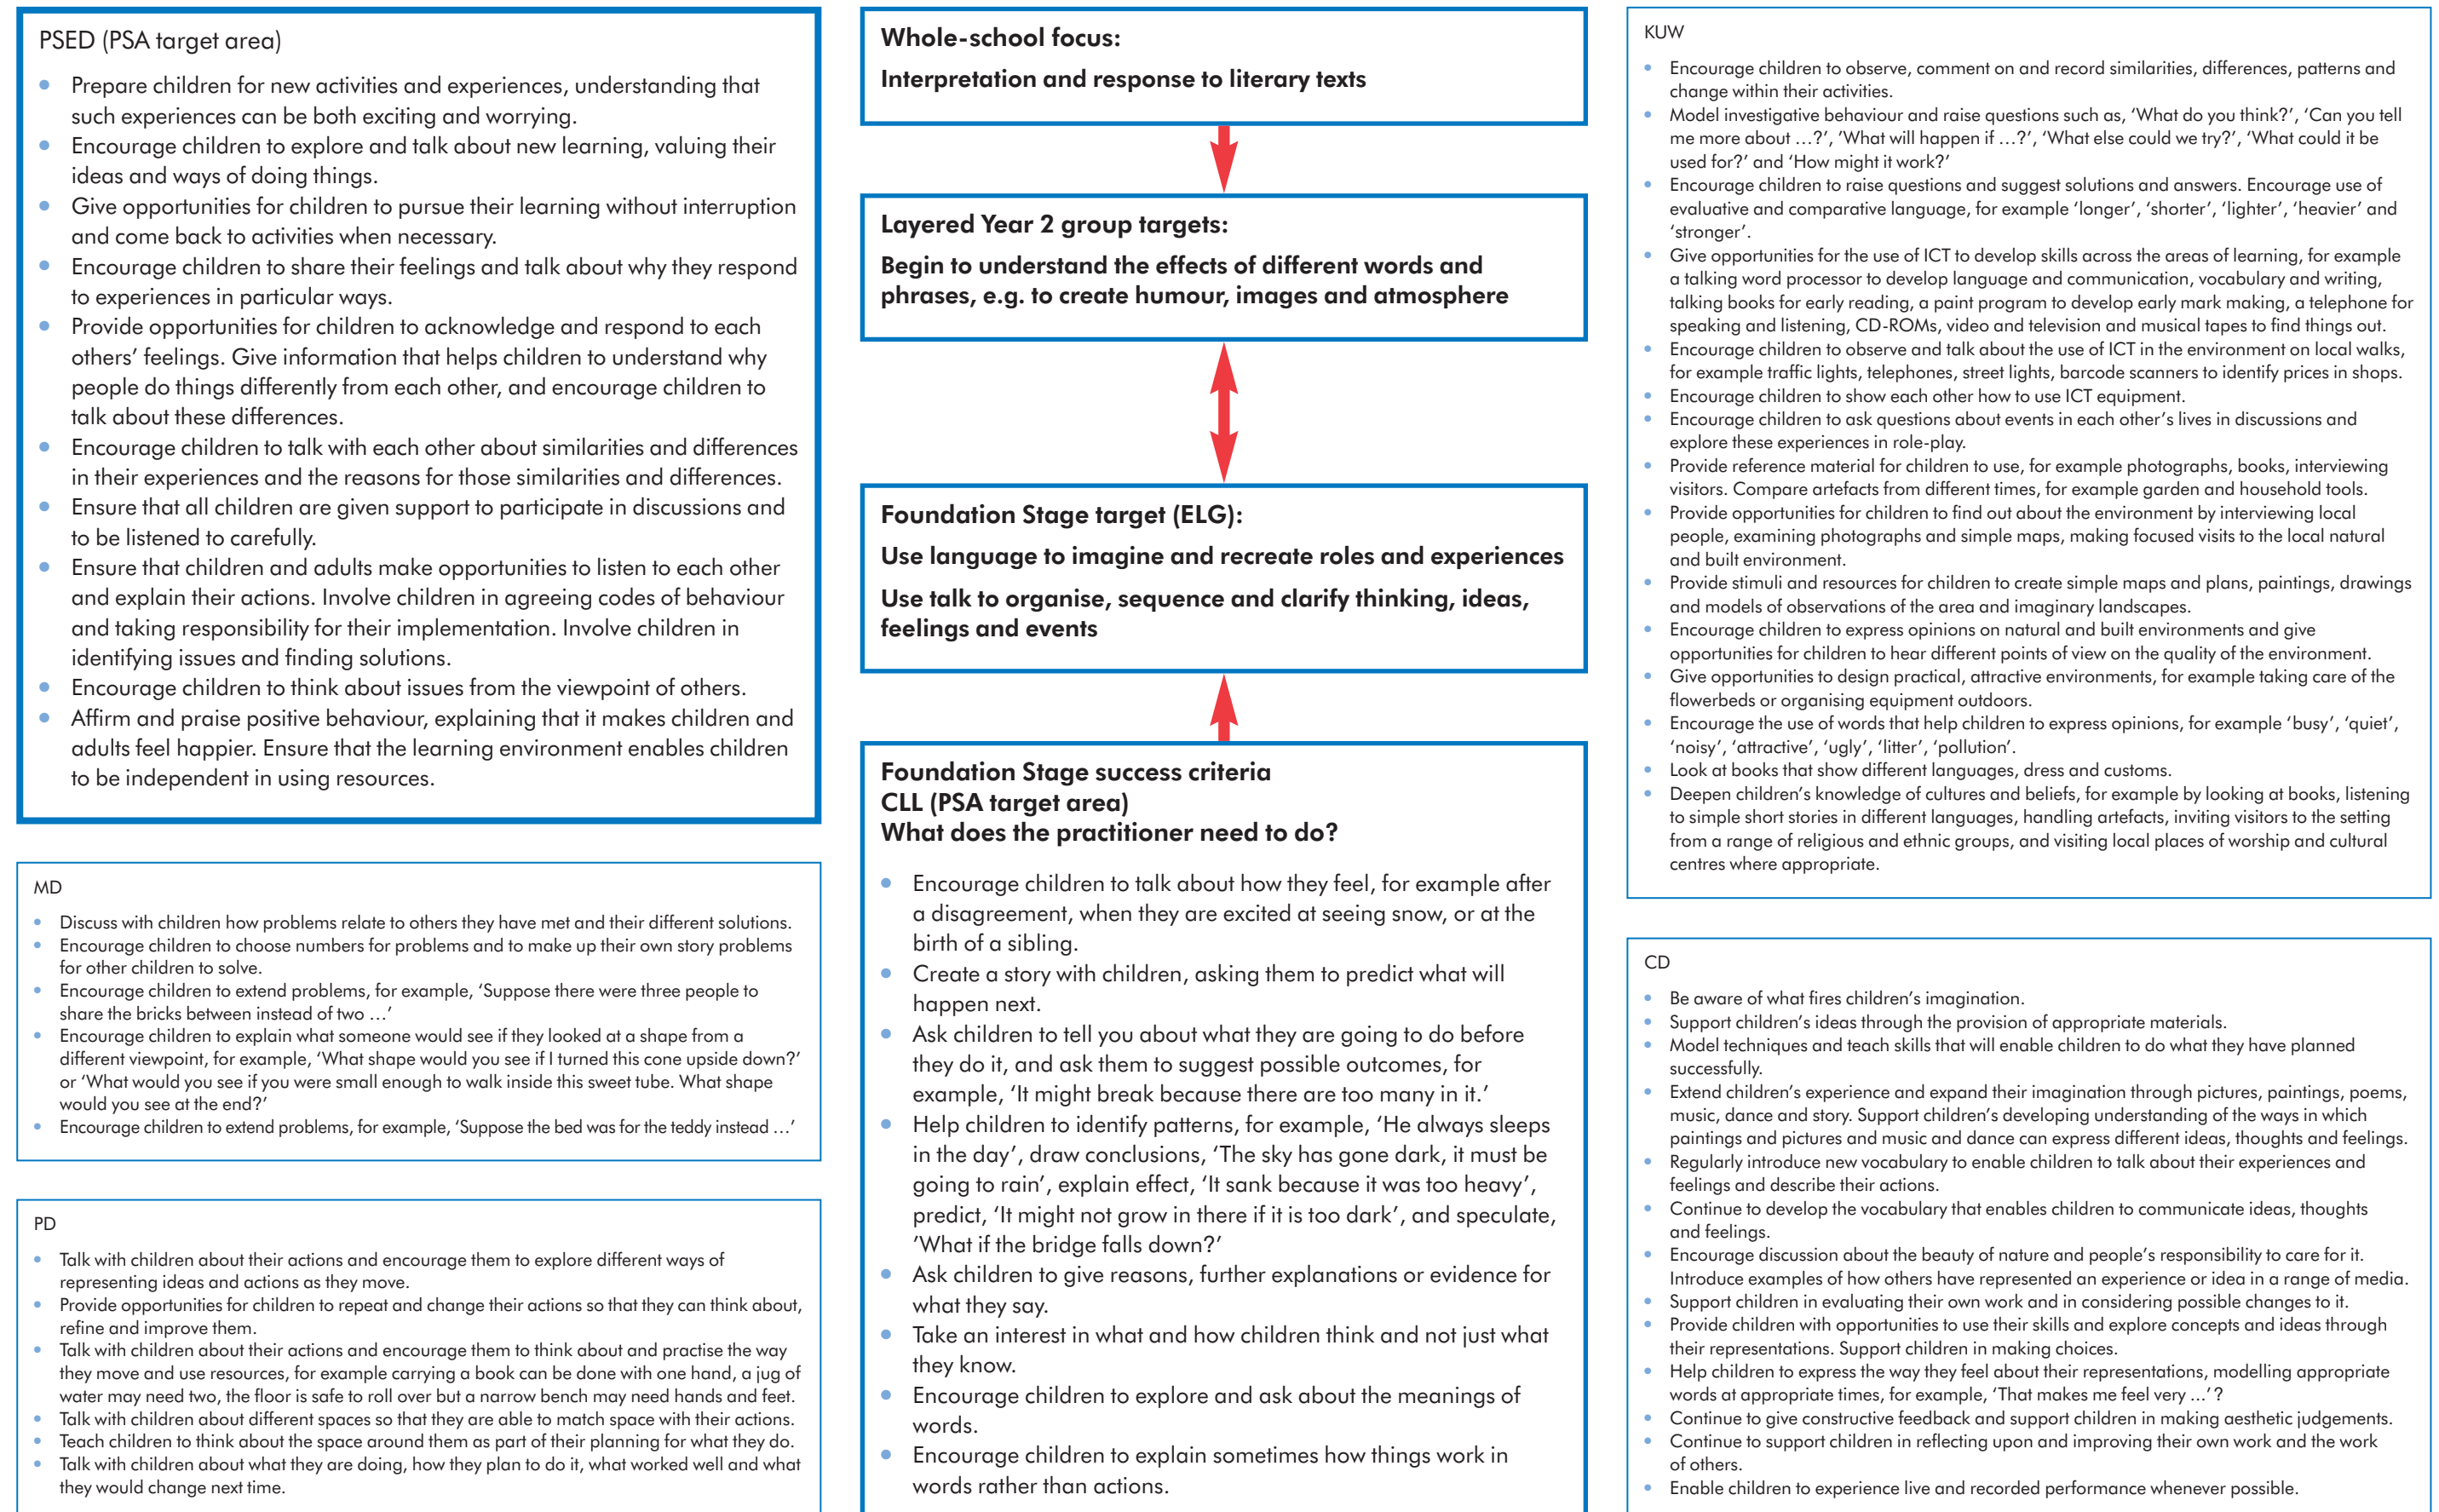 PSED (PSA target area)
• Prepare children for new activities and experiences, understanding that
such experiences can be both exciting and worrying.
• Encourage children to explore and talk about new learning, valuing their
ideas and ways of doing things.
• Give opportunities for children to pursue their learning without interruption
and come back to activities when necessary.
• Encourage children to share their feelings and talk about why they respond
to experiences in particular ways.
• Provide opportunities for children to acknowledge and respond to each
others’ feelings. Give information that helps children to understand why
people do things differently from each other, and encourage children to
talk about these differences.
• Encourage children to talk with each other about similarities and differences
in their experiences and the reasons for those similarities and differences.
• Ensure that all children are given support to participate in discussions and
to be listened to carefully.
• Ensure that children and adults make opportunities to listen to each other
and explain their actions. Involve children in agreeing codes of behaviour
and taking responsibility for their implementation. Involve children in
identifying issues and finding solutions.
• Encourage children to think about issues from the viewpoint of others.
• Affirm and praise positive behaviour, explaining that it makes children and
adults feel happier. Ensure that the learning environment enables children
to be independent in using resources.
MD
• Discuss with children how problems relate to others they have met and their different solutions.
• Encourage children to choose numbers for problems and to make up their own story problems
for other children to solve.
• Encourage children to extend problems, for example, ‘Suppose there were three people to
share the bricks between instead of two …’
• Encourage children to explain what someone would see if they looked at a shape from a
different viewpoint, for example, ‘What shape would you see if I turned this cone upside down?’
or ‘What would you see if you were small enough to walk inside this sweet tube. What shape
would you see at the end?’
• Encourage children to extend problems, for example, ‘Suppose the bed was for the teddy instead …’
PD
• Talk with children about their actions and encourage them to explore different ways of
representing ideas and actions as they move.
• Provide opportunities for children to repeat and change their actions so that they can think about,
refine and improve them.
• Talk with children about their actions and encourage them to think about and practise the way
they move and use resources, for example carrying a book can be done with one hand, a jug of
water may need two, the floor is safe to roll over but a narrow bench may need hands and feet.
• Talk with children about different spaces so that they are able to match space with their actions.
• Teach children to think about the space around them as part of their planning for what they do.
• Talk with children about what they are doing, how they plan to do it, what worked well and what
they would change next time.
Whole-school focus:
Interpretation and response to literary texts
Layered Year 2 group targets:
Begin to understand the effects of different words and
phrases, e.g. to create humour, images and atmosphere
Foundation Stage target (ELG):
Use language to imagine and recreate roles and experiences
Use talk to organise, sequence and clarify thinking, ideas,
feelings and events
Foundation Stage success criteria
CLL (PSA target area)
What does the practitioner need to do?
• Encourage children to talk about how they feel, for example after
a disagreement, when they are excited at seeing snow, or at the
birth of a sibling.
• Create a story with children, asking them to predict what will
happen next.
• Ask children to tell you about what they are going to do before
they do it, and ask them to suggest possible outcomes, for
example, ‘It might break because there are too many in it.’
• Help children to identify patterns, for example, ‘He always sleeps
in the day’, draw conclusions, ‘The sky has gone dark, it must be
going to rain’, explain effect, ‘It sank because it was too heavy’,
predict, ‘It might not grow in there if it is too dark’, and speculate,
‘What if the bridge falls down?’
• Ask children to give reasons, further explanations or evidence for
what they say.
• Take an interest in what and how children think and not just what
they know.
• Encourage children to explore and ask about the meanings of
words.
• Encourage children to explain sometimes how things work in
words rather than actions.
KUW
• Encourage children to observe, comment on and record similarities, differences, patterns and
change within their activities.
• Model investigative behaviour and raise questions such as, ‘What do you think?’, ‘Can you tell
me more about …?’, ‘What will happen if …?’, ‘What else could we try?’, ‘What could it be
used for?’ and ‘How might it work?’
• Encourage children to raise questions and suggest solutions and answers. Encourage use of
evaluative and comparative language, for example ‘longer’, ‘shorter’, ‘lighter’, ‘heavier’ and
‘stronger’.
• Give opportunities for the use of ICT to develop skills across the areas of learning, for example
a talking word processor to develop language and communication, vocabulary and writing,
talking books for early reading, a paint program to develop early mark making, a telephone for
speaking and listening, CD-ROMs, video and television and musical tapes to find things out.
• Encourage children to observe and talk about the use of ICT in the environment on local walks,
for example traffic lights, telephones, street lights, barcode scanners to identify prices in shops.
• Encourage children to show each other how to use ICT equipment.
• Encourage children to ask questions about events in each other’s lives in discussions and
explore these experiences in role-play.
• Provide reference material for children to use, for example photographs, books, interviewing
visitors. Compare artefacts from different times, for example garden and household tools.
• Provide opportunities for children to find out about the environment by interviewing local
people, examining photographs and simple maps, making focused visits to the local natural
and built environment.
• Provide stimuli and resources for children to create simple maps and plans, paintings, drawings
and models of observations of the area and imaginary landscapes.
• Encourage children to express opinions on natural and built environments and give
opportunities for children to hear different points of view on the quality of the environment.
• Give opportunities to design practical, attractive environments, for example taking care of the
flowerbeds or organising equipment outdoors.
• Encourage the use of words that help children to express opinions, for example ‘busy’, ‘quiet’,
‘noisy’, ‘attractive’, ‘ugly’, ‘litter’, ‘pollution’.
• Look at books that show different languages, dress and customs.
• Deepen children’s knowledge of cultures and beliefs, for example by looking at books, listening
to simple short stories in different languages, handling artefacts, inviting visitors to the setting
from a range of religious and ethnic groups, and visiting local places of worship and cultural
centres where appropriate.
CD
• Be aware of what fires children’s imagination.
• Support children’s ideas through the provision of appropriate materials.
• Model techniques and teach skills that will enable children to do what they have planned
successfully.
• Extend children’s experience and expand their imagination through pictures, paintings, poems,
music, dance and story. Support children’s developing understanding of the ways in which
paintings and pictures and music and dance can express different ideas, thoughts and feelings.
• Regularly introduce new vocabulary to enable children to talk about their experiences and
feelings and describe their actions.
• Continue to develop the vocabulary that enables children to communicate ideas, thoughts
and feelings.
• Encourage discussion about the beauty of nature and people’s responsibility to care for it.
Introduce examples of how others have represented an experience or idea in a range of media.
• Support children in evaluating their own work and in considering possible changes to it.
• Provide children with opportunities to use their skills and explore concepts and ideas through
their representations. Support children in making choices.
• Help children to express the way they feel about their representations, modelling appropriate
words at appropriate times, for example, ‘That makes me feel very …’?
• Continue to give constructive feedback and support children in making aesthetic judgements.
• Continue to support children in reflecting upon and improving their own work and the work
of others.
• Enable children to experience live and recorded performance whenever possible.